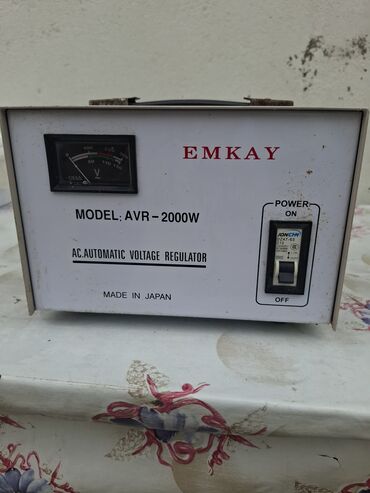 EMKAY
V
MODEL: AVR-2000W
POWER
ON
AC.AUTOMATIC VOLTAGE REGULATOR
OFF
MADE IN JAPAN